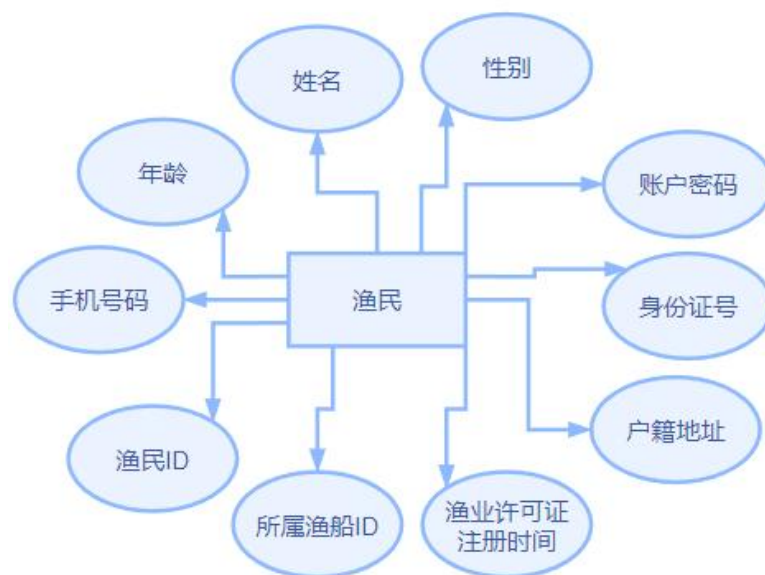 性别
姓名
年龄
账户密码
手机号码
渔民
身份证号
户籍地址
渔民ID
所属渔船ID
渔业许可证
注册时间